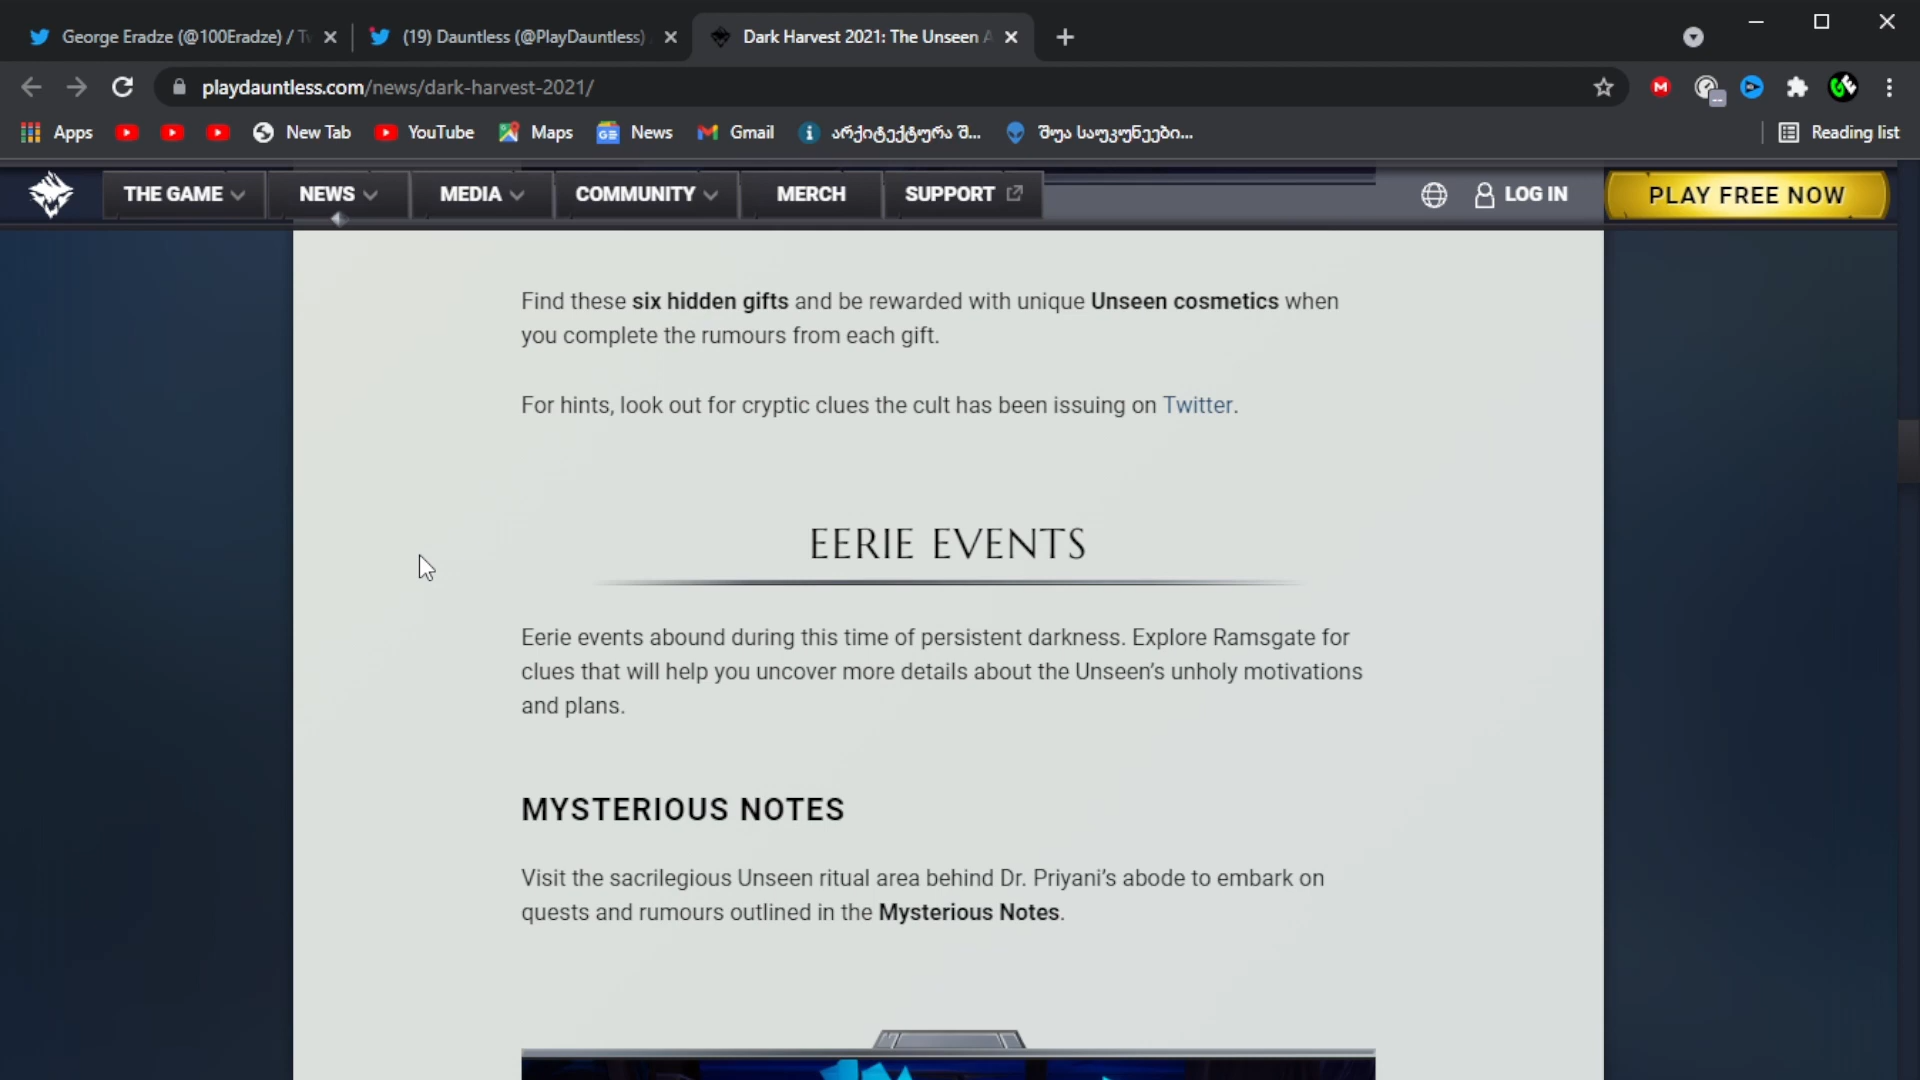 George Eradze (@100Eradze) / Tw
(19) Dauntless (@PlayDauntless)
Dark Harvest 2021: The Unseen A
playdauntless.com/news/dark-harvest-2021/
Apps
New Tab
YouTube
Maps
News
Gmail
არქიტექტურა შ...
შუა საუკუნეები...
Reading list
THE GAME
NEWS
MEDIA
COMMUNITY
MERCH
SUPPORT
LOG IN
PLAY FREE NOW
Find these six hidden gifts and be rewarded with unique Unseen cosmetics when
you complete the rumours from each gift.
For hints, look out for cryptic clues the cult has been issuing on Twitter.
EERIE EVENTS
Eerie events abound during this time of persistent darkness. Explore Ramsgate for
clues that will help you uncover more details about the Unseen's unholy motivations
and plans.
MYSTERIOUS NOTES
Visit the sacrilegious Unseen ritual area behind Dr. Priyani's abode to embark on
quests and rumours outlined in the Mysterious Notes.